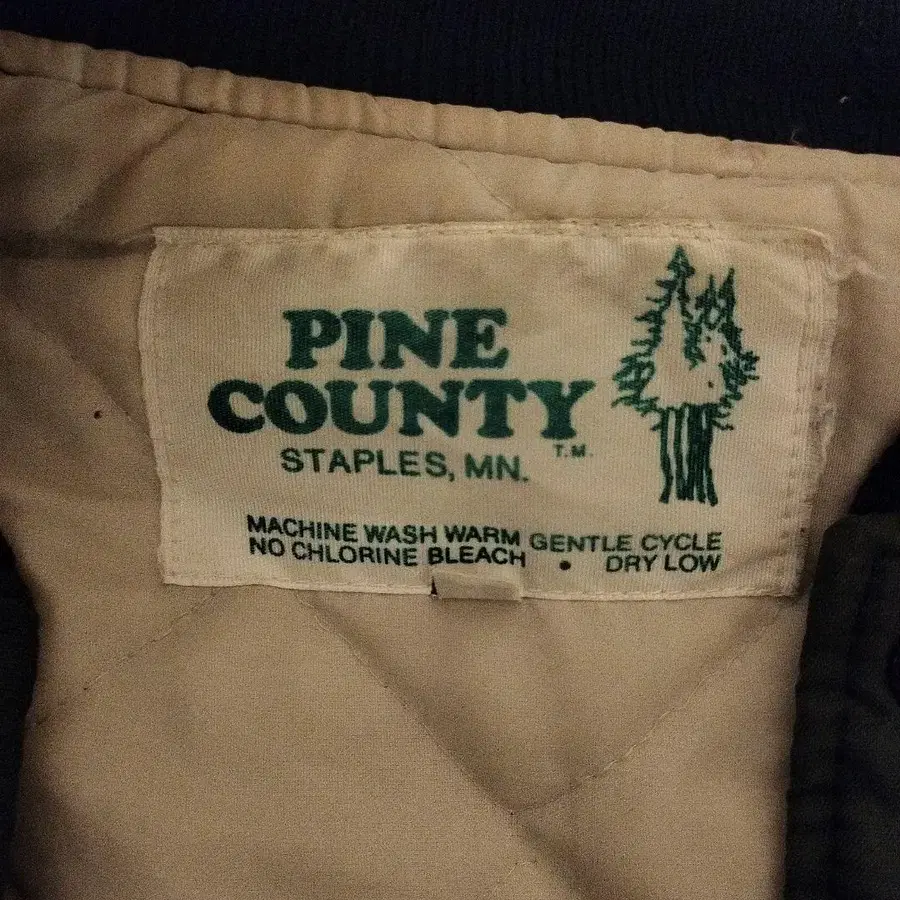 PINE
COUNTY
T.M.
STAPLES, MN.
MACHINE WASH WARM GENTLE CYCLE
NO CHLORINE BLEACH • DRY LOW